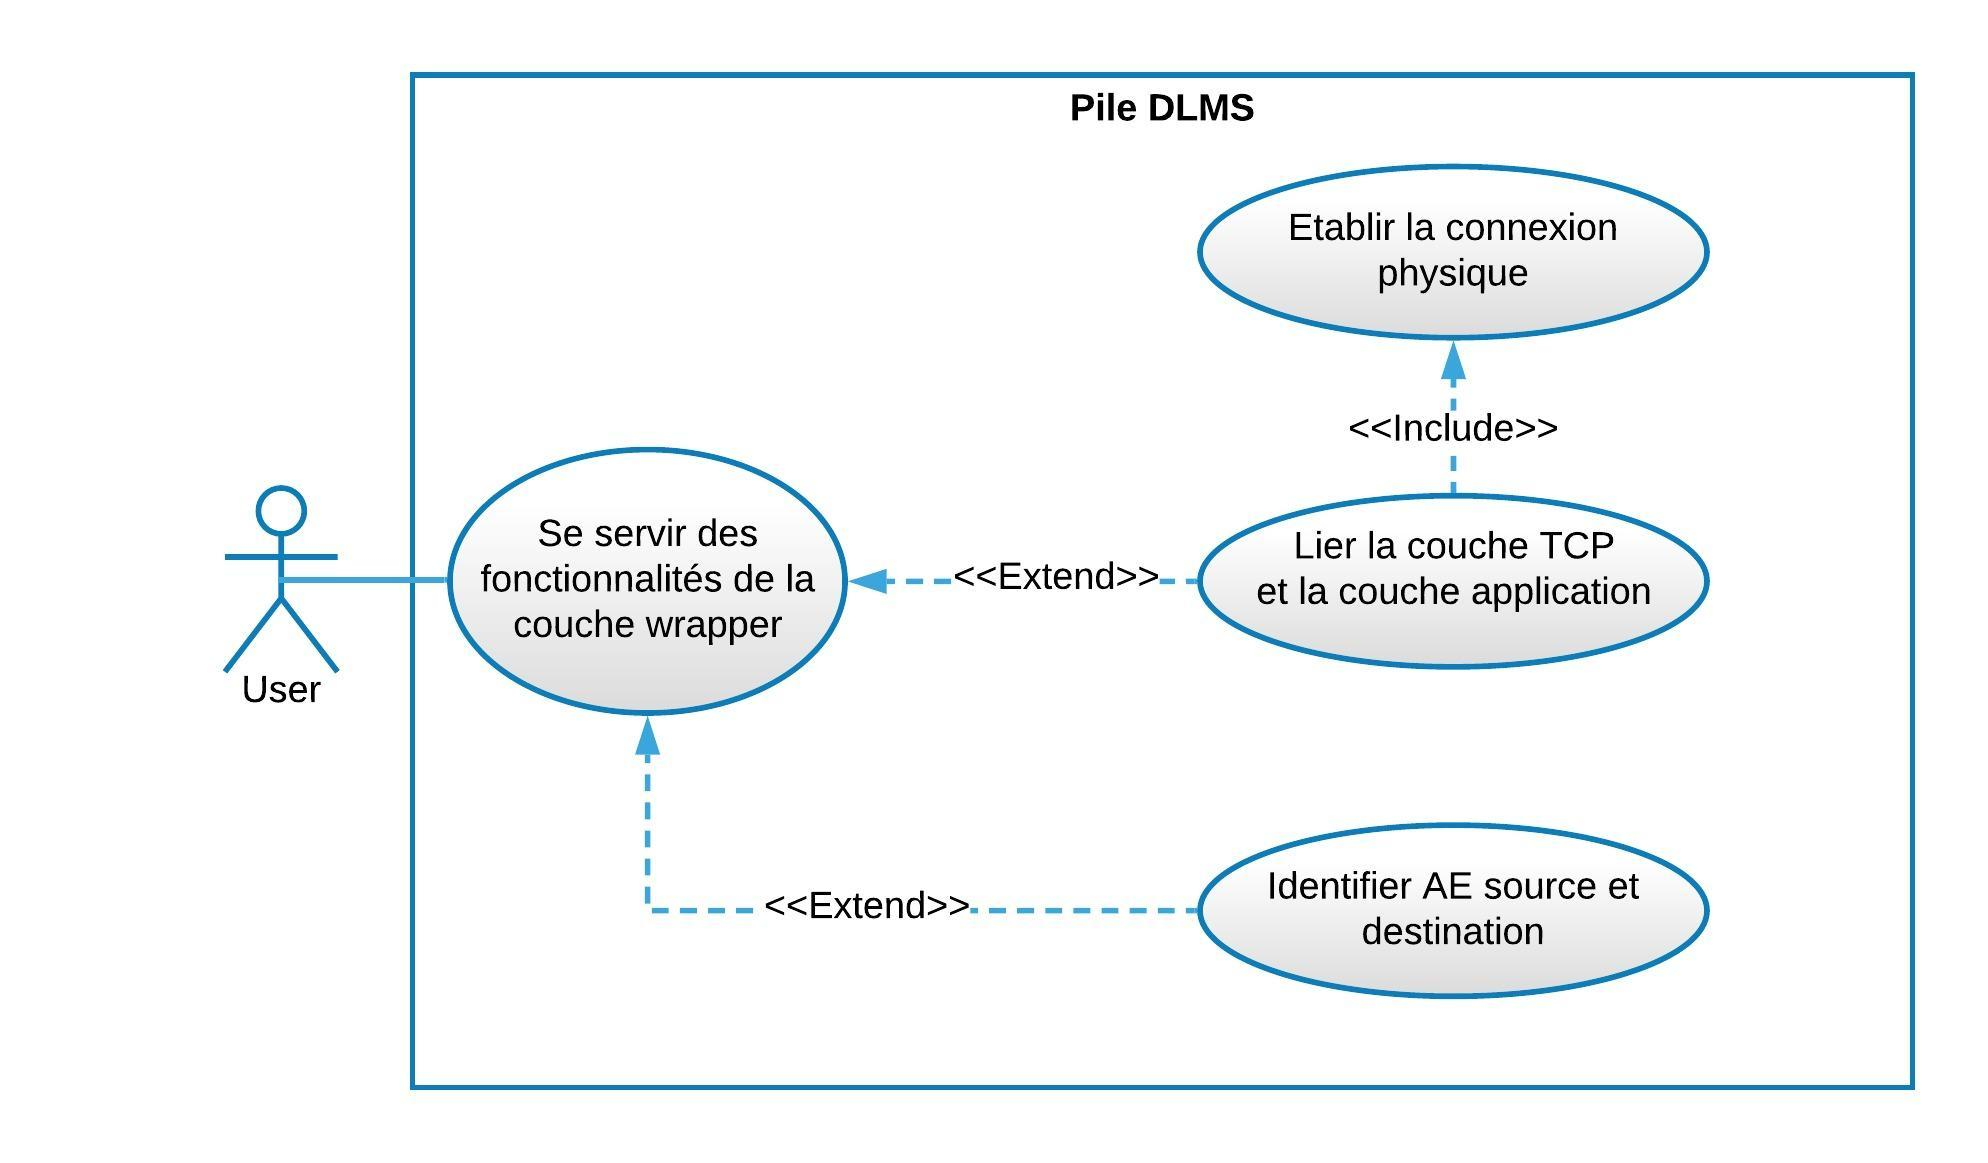 Pile DLMS
Etablir la connexion
physique
<<Include>>
Se servir des
fonctionnalités de la
couche wrapper
<<Extend>>
Lier la couche TCP
et la couche application
User
<<Extend>>
Identifier AE source et
destination